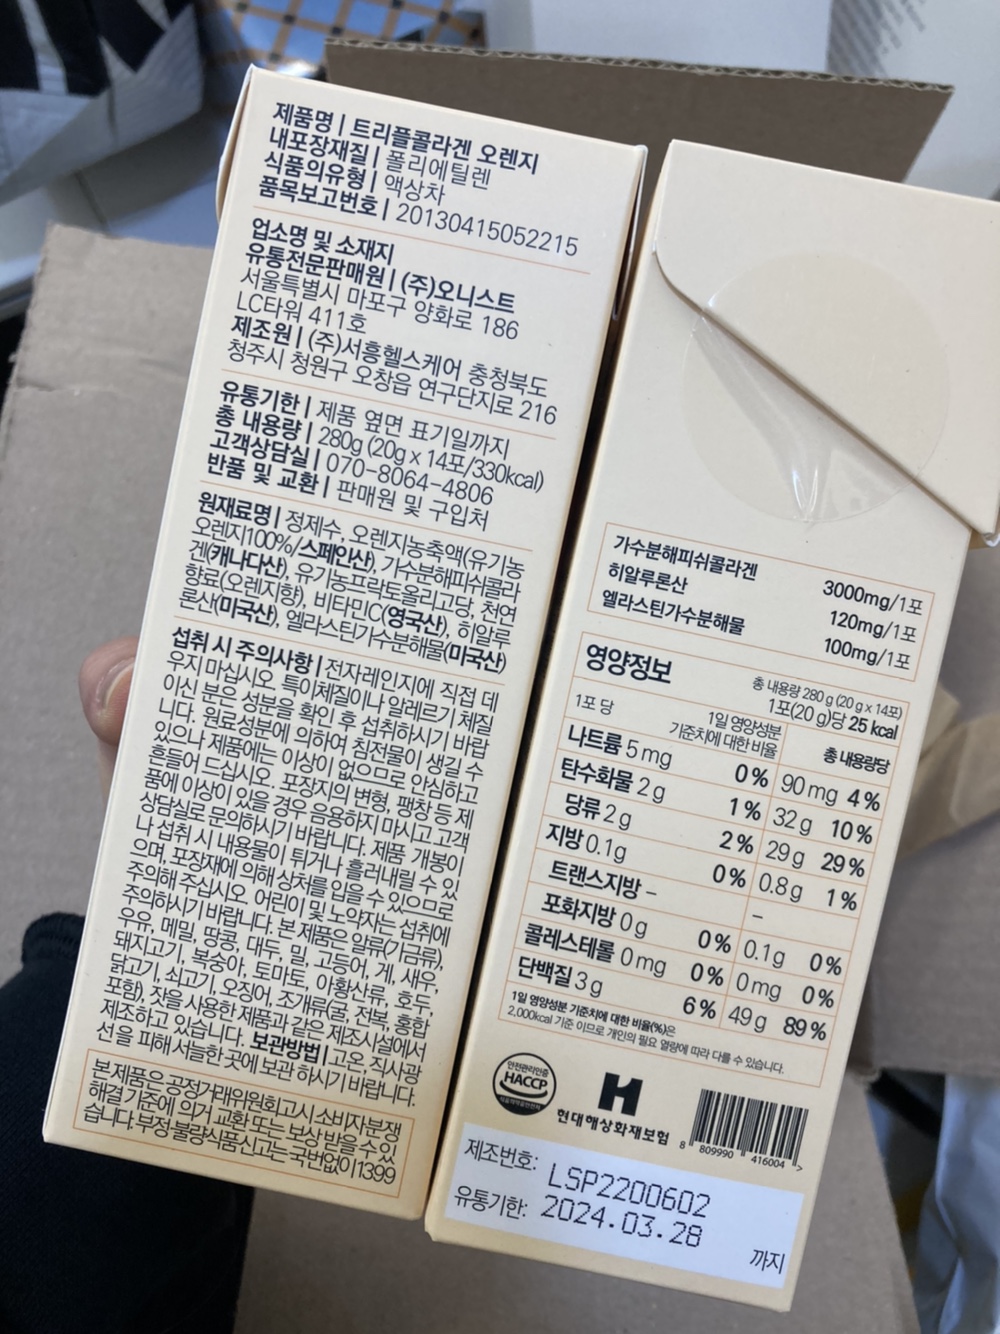 제품명 | 트리플콜라겐 오렌지
내포장재질 | 폴리에틸렌
식품의유형 | 액상차
품목보고번호 | 20130415052215
업소명 및 소재지
유통전문판매원 | (주)오니스트
서울특별시 마포구 양화로 186
LC타워 411호
제조원 | (주)서흥헬스케어 충청북도
청주시 청원구 오창읍 연구단지로 216
유통기한 | 제품 옆면 표기일까지
총 내용량 | 280g (20g x 14포/330kcal)
고객상담실 | 070-8064-4806
반품 및 교환 | 판매원 및 구입처
원재료명 | 정제수, 오렌지농축액(유기농
오렌지100%/스페인산), 가수분해피쉬콜라
겐(캐나다산), 유기농프락토올리고당, 천연
향료(오렌지향), 비타민C(영국산), 히알루
론산(미국산), 엘라스틴가수분해물(미국산)
섭취 시 주의사항 | 전자레인지에 직접 데
우지 마십시오. 특이체질이나 알레르기 체질
이신 분은 성분을 확인 후 섭취하시기 바랍
니다. 원료성분에 의하여 침전물이 생길 수
있으나 제품에는 이상이 없으므로 안심하고
흔들어 드십시오. 포장지의 변형, 팽창 등 제
품에 이상이 있을 경우 음용하지 마시고 고객
상담실로 문의하시기 바랍니다. 제품 개봉이
나 섭취 시 내용물이 튀거나 흘러내릴 수 있
으며, 포장재에 의해 상처를 입을 수 있으므로
주의해 주십시오. 어린이 및 노약자는 섭취에
주의하시기 바랍니다. 본 제품은 알류(가금류),
우유, 메밀, 땅콩, 대두, 밀, 고등어, 게, 새우,
돼지고기, 복숭아, 토마토, 아황산류, 호두,
닭고기, 쇠고기, 오징어, 조개류(굴, 전복, 홍합
포함), 잣을 사용한 제품과 같은 제조시설에서
제조하고 있습니다. 보관방법 | 고온, 직사광
선을 피해 서늘한 곳에 보관 하시기 바랍니다.
본 제품은 공정거래위원회고시 소비자분쟁
해결 기준에 의거 교환 또는 보상 받을 수 있
습니다. 부정·불량식품신고는 국번없이 1399
가수분해피쉬콜라겐 3000mg/1포
히알루론산 120mg/1포
엘라스틴가수분해물 100mg/1포
영양정보 총 내용량 280 g (20 g x 14포)
1포(20 g)당 25 kcal
1포 당 1일 영양성분 기준치에 대한 비율 총 내용량당
나트륨 5 mg 0% 90 mg 4%
탄수화물 2 g 1% 32 g 10%
당류 2 g 2% 29 g 29%
지방 0.1g 0% 0.8 g 1%
트랜스지방 - -
포화지방 0 g 0% 0.1 g 0%
콜레스테롤 0 mg 0% 0 mg 0%
단백질 3 g 6% 49 g 89%
1일 영양성분 기준치에 대한 비율(%)은
2,000kcal 기준 이므로 개인의 필요 열량에 따라 다를 수 있습니다.
안전관리인증
HACCP
식품의약품안전처
현대해상화재보험
8 809990 416004 >
제조번호: LSP2200602
유통기한: 2024.03.28 까지